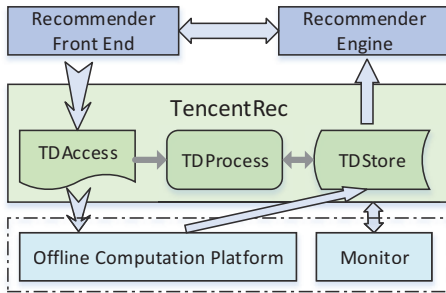 Recommender
Front End
Recommender
Engine
TencentRec
TDAccess
TDProcess
TDStore
Offline Computation Platform
Monitor